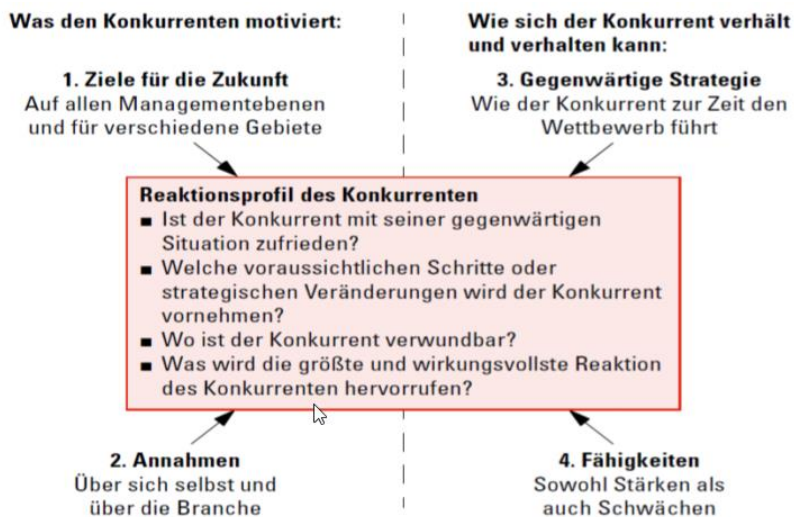 Was den Konkurrenten motiviert:
Wie sich der Konkurrent verhält
und verhalten kann:
1. Ziele für die Zukunft
Auf allen Managementebenen
und für verschiedene Gebiete
3. Gegenwärtige Strategie
Wie der Konkurrent zur Zeit den
Wettbewerb führt
Reaktionsprofil des Konkurrenten
■ Ist der Konkurrent mit seiner gegenwärtigen
Situation zufrieden?
■ Welche voraussichtlichen Schritte oder
strategischen Veränderungen wird der Konkurrent
vornehmen?
■ Wo ist der Konkurrent verwundbar?
■ Was wird die größte und wirkungsvollste Reaktion
des Konkurrenten hervorrufen?
2. Annahmen
Über sich selbst und
über die Branche
4. Fähigkeiten
Sowohl Stärken als
auch Schwächen